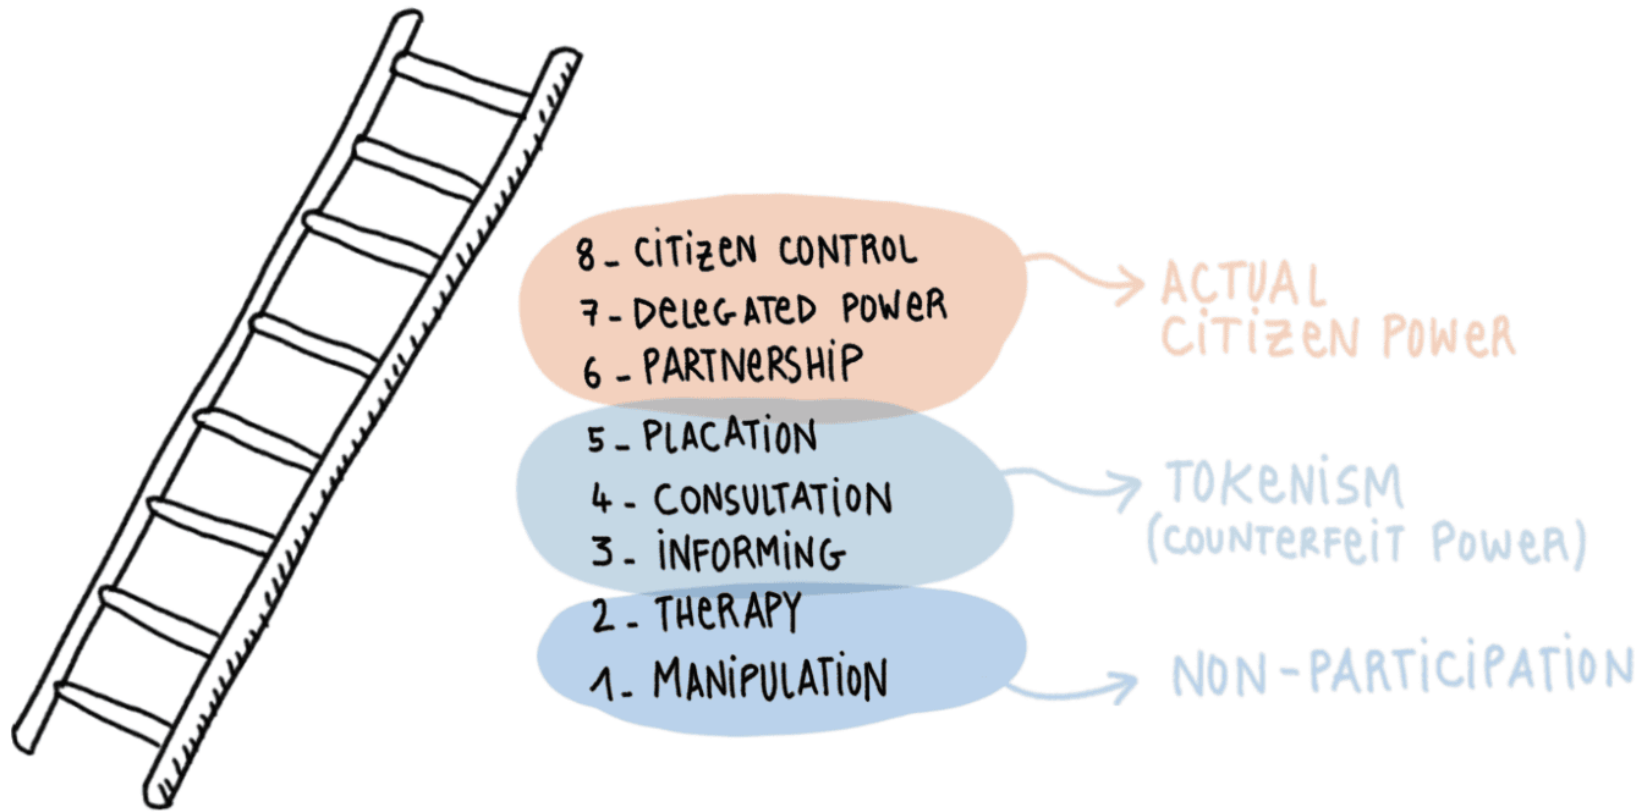 8 - CiTizeN CONTROL
7 - DeLeGATeD POWeR
6 - PARTNeRSHiP
ACTUAL
CiTiZeN POWeR
5 - PLACATiON
4 - CONSULTATiON
3 - iNFORMiNG
TOKeNiSM
(COUNTeRFeiT POWeR)
2 - THeRAPY
1 - MANiPULATiON
NON-PARTiCiPATiON